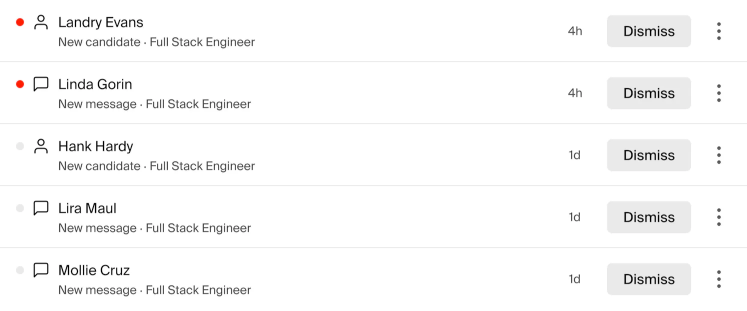 Landry Evans
New candidate · Full Stack Engineer
4h
Dismiss
Linda Gorin
New message · Full Stack Engineer
4h
Dismiss
Hank Hardy
New candidate · Full Stack Engineer
1d
Dismiss
Lira Maul
New message · Full Stack Engineer
1d
Dismiss
Mollie Cruz
New message · Full Stack Engineer
1d
Dismiss